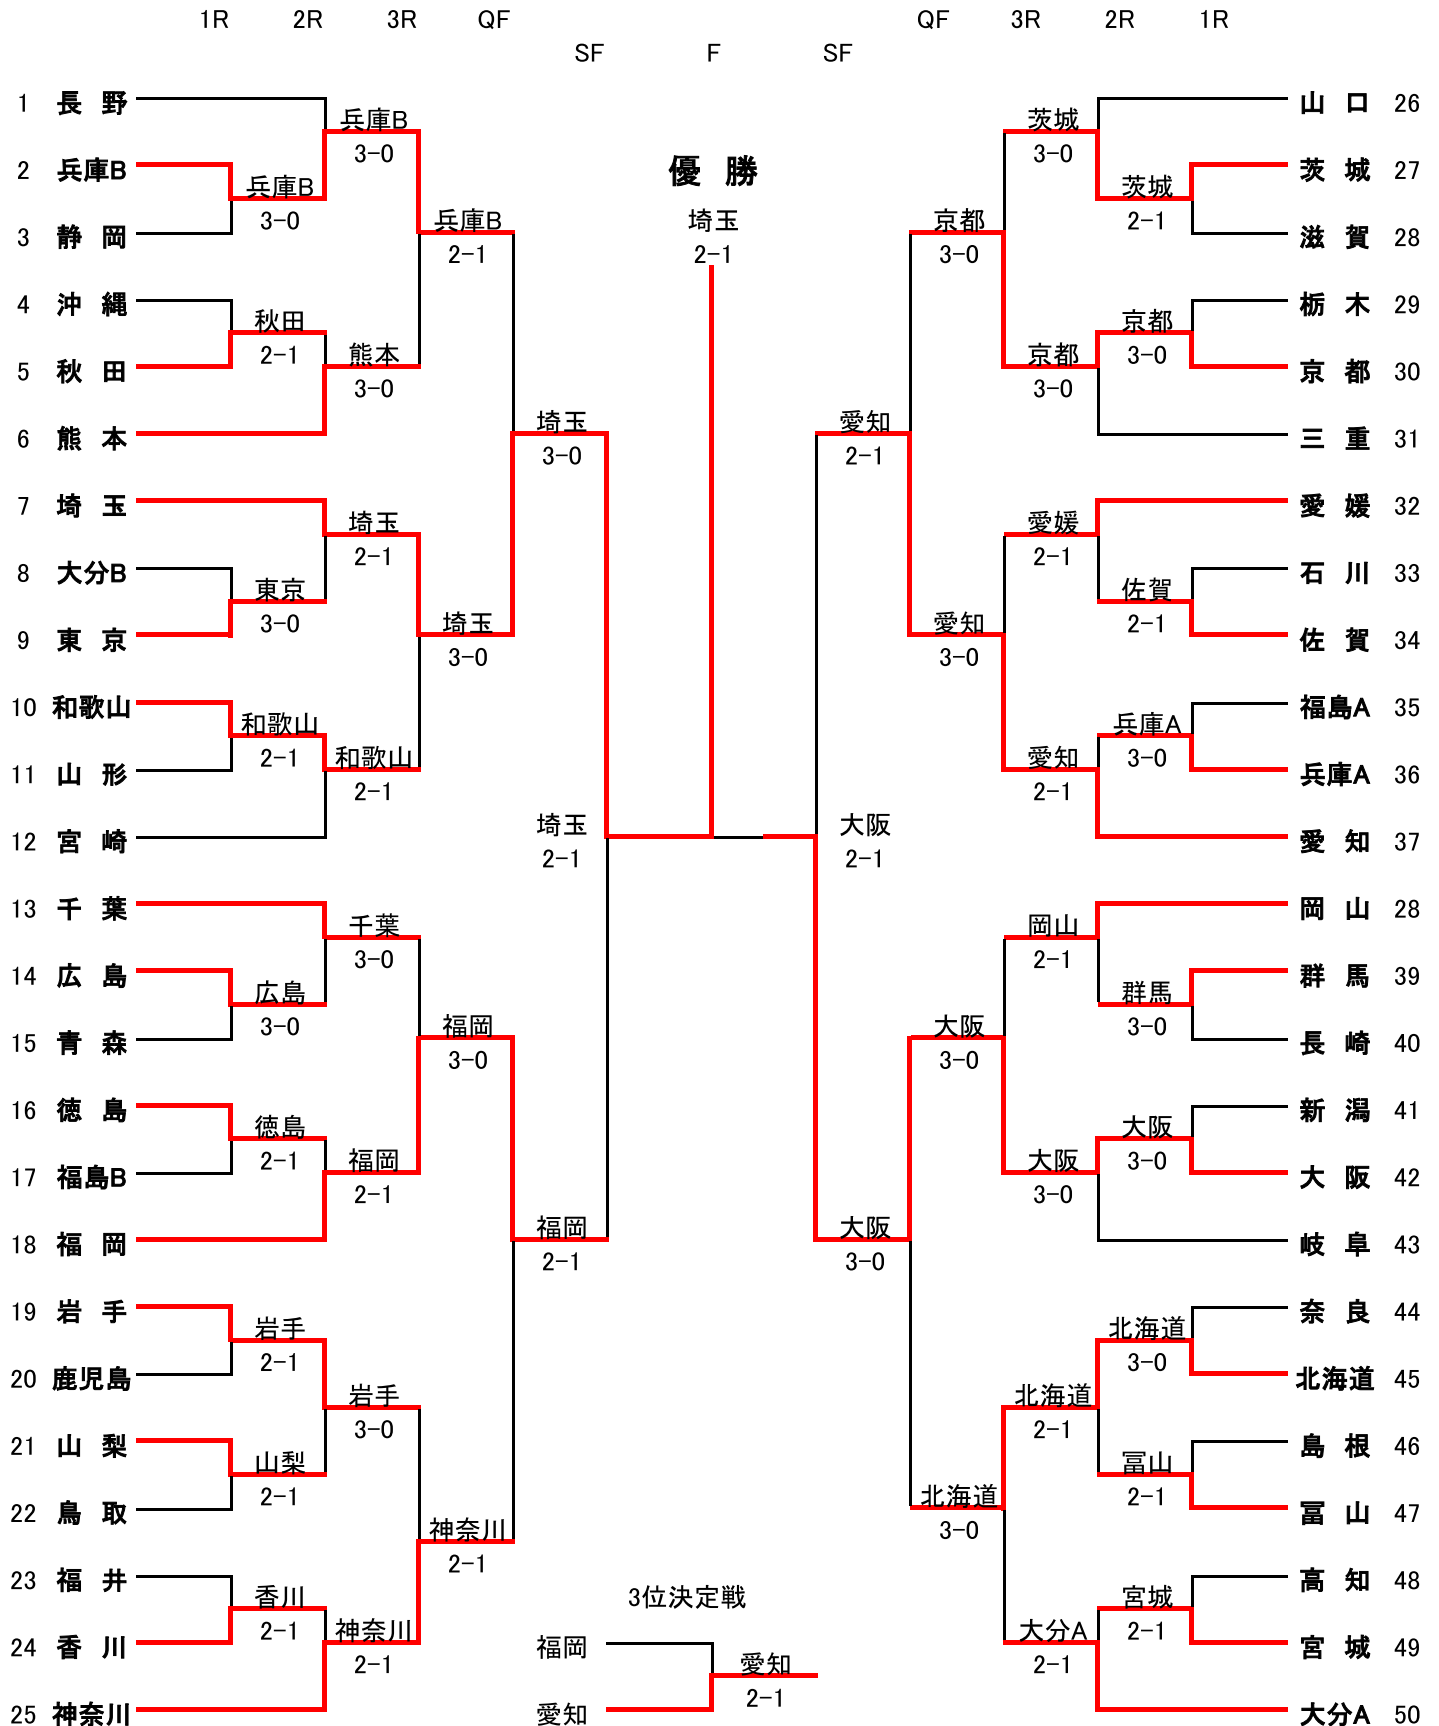 1R 2R 3R QF QF 3R 2R 1R
SF F SF
1 長野 山口 26
兵庫B 茨城
3-0 3-0
2 兵庫B 優勝 茨城 27
兵庫B 茨城
3-0 2-1
兵庫B 埼玉 京都
3 静岡 滋賀 28
2-1 2-1 3-0
4 沖縄 栃木 29
秋田 京都
2-1 3-0
熊本 京都
5 秋田 京都 30
3-0 3-0
埼玉 愛知
6 熊本 三重 31
3-0 2-1
7 埼玉 愛媛 32
埼玉 愛媛
2-1 2-1
8 大分B 石川 33
東京 佐賀
3-0 2-1
埼玉 愛知
9 東京 佐賀 34
3-0 3-0
10 和歌山 福島A 35
和歌山 兵庫A
2-1 3-0
和歌山 愛知
11 山形 兵庫A 36
2-1 2-1
埼玉 大阪
12 宮崎 愛知 37
2-1 2-1
13 千葉 岡山 28
千葉 岡山
3-0 2-1
14 広島 群馬 39
広島 群馬
3-0 3-0
福岡 大阪
15 青森 長崎 40
3-0 3-0
16 徳島 新潟 41
徳島 大阪
2-1 3-0
福岡 大阪
17 福島B 大阪 42
2-1 3-0
福岡 大阪
18 福岡 岐阜 43
2-1 3-0
19 岩手 奈良 44
岩手 北海道
2-1 3-0
20 鹿児島 北海道 45
岩手 北海道
3-0 2-1
21 山梨 島根 46
山梨 冨山
2-1 2-1
北海道
22 鳥取 冨山 47
神奈川 3-0
2-1
23 福井 3位決定戦 高知 48
香川 宮城
2-1 2-1
神奈川 大分A
24 香川 福岡 宮城 49
2-1 愛知 2-1
2-1
25 神奈川 愛知 大分A 50